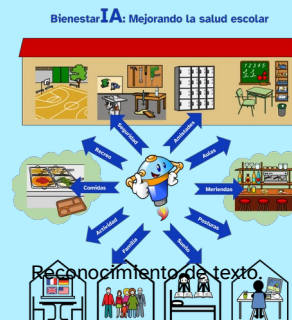 BienestarIA: Mejorando la salud escolar
Seguridad
Amistades
Recreo
Aulas
Comidas
Meriendas
Actividad
Posturas
Familia
Sueño
Reconocimiento de texto.